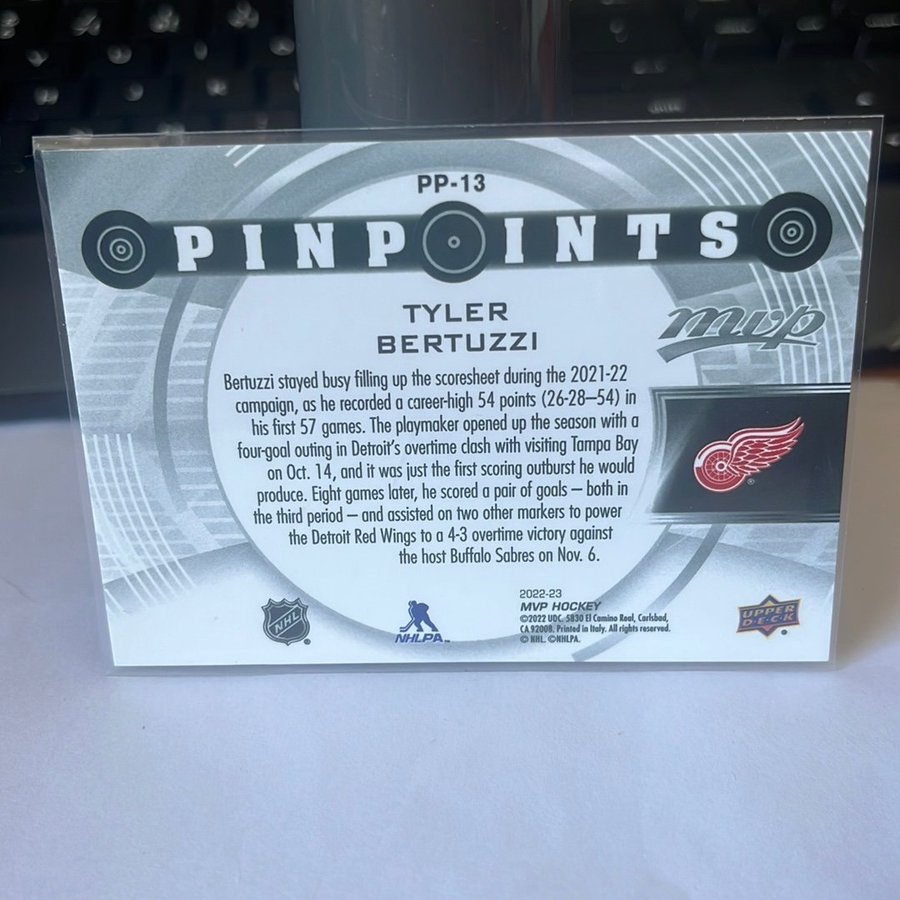 PP-13
PINPOINTS
TYLER
BERTUZZI
mvp
Bertuzzi stayed busy filling up the scoresheet during the 2021-22
campaign, as he recorded a career-high 54 points (26-28—54) in
his first 57 games. The playmaker opened up the season with a
four-goal outing in Detroit's overtime clash with visiting Tampa Bay
on Oct. 14, and it was just the first scoring outburst he would
produce. Eight games later, he scored a pair of goals — both in
the third period — and assisted on two other markers to power
the Detroit Red Wings to a 4-3 overtime victory against
the host Buffalo Sabres on Nov. 6.
NHL
NHLPA™
2022-23
MVP HOCKEY
©2022 UDC. 5830 El Camino Real, Carlsbad,
CA 92008. Printed in Italy. All rights reserved.
© NHL. ©NHLPA.
UPPER
DECK